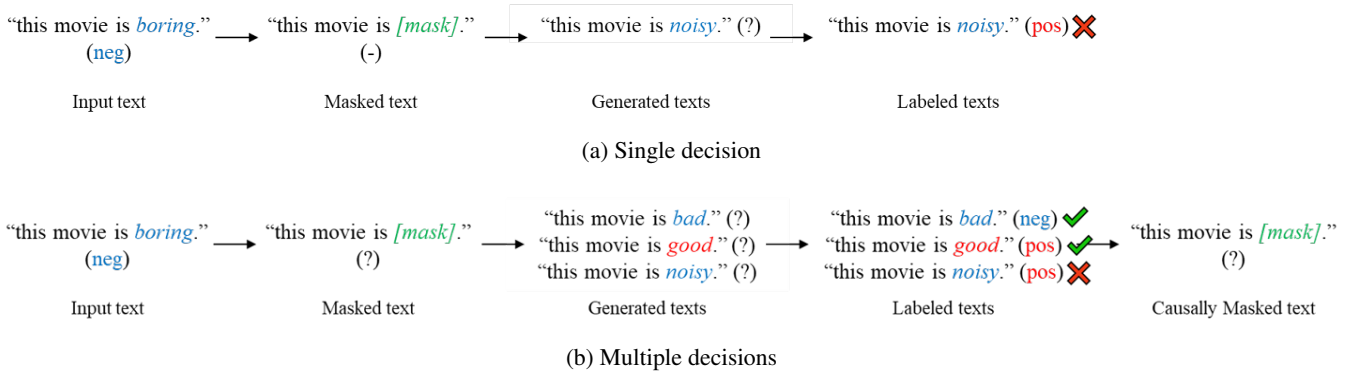 “this movie is boring.” “this movie is [mask].” “this movie is noisy.” (?) “this movie is noisy.” (pos)
(neg) (-)
Input text Masked text Generated texts Labeled texts
(a) Single decision
“this movie is bad.” (?) “this movie is bad.” (neg)
“this movie is boring.” “this movie is [mask].” “this movie is good.” (?) “this movie is good.” (pos) “this movie is [mask].”
(neg) (?) “this movie is noisy.” (?) “this movie is noisy.” (pos) (?)
Input text Masked text Generated texts Labeled texts Causally Masked text
(b) Multiple decisions